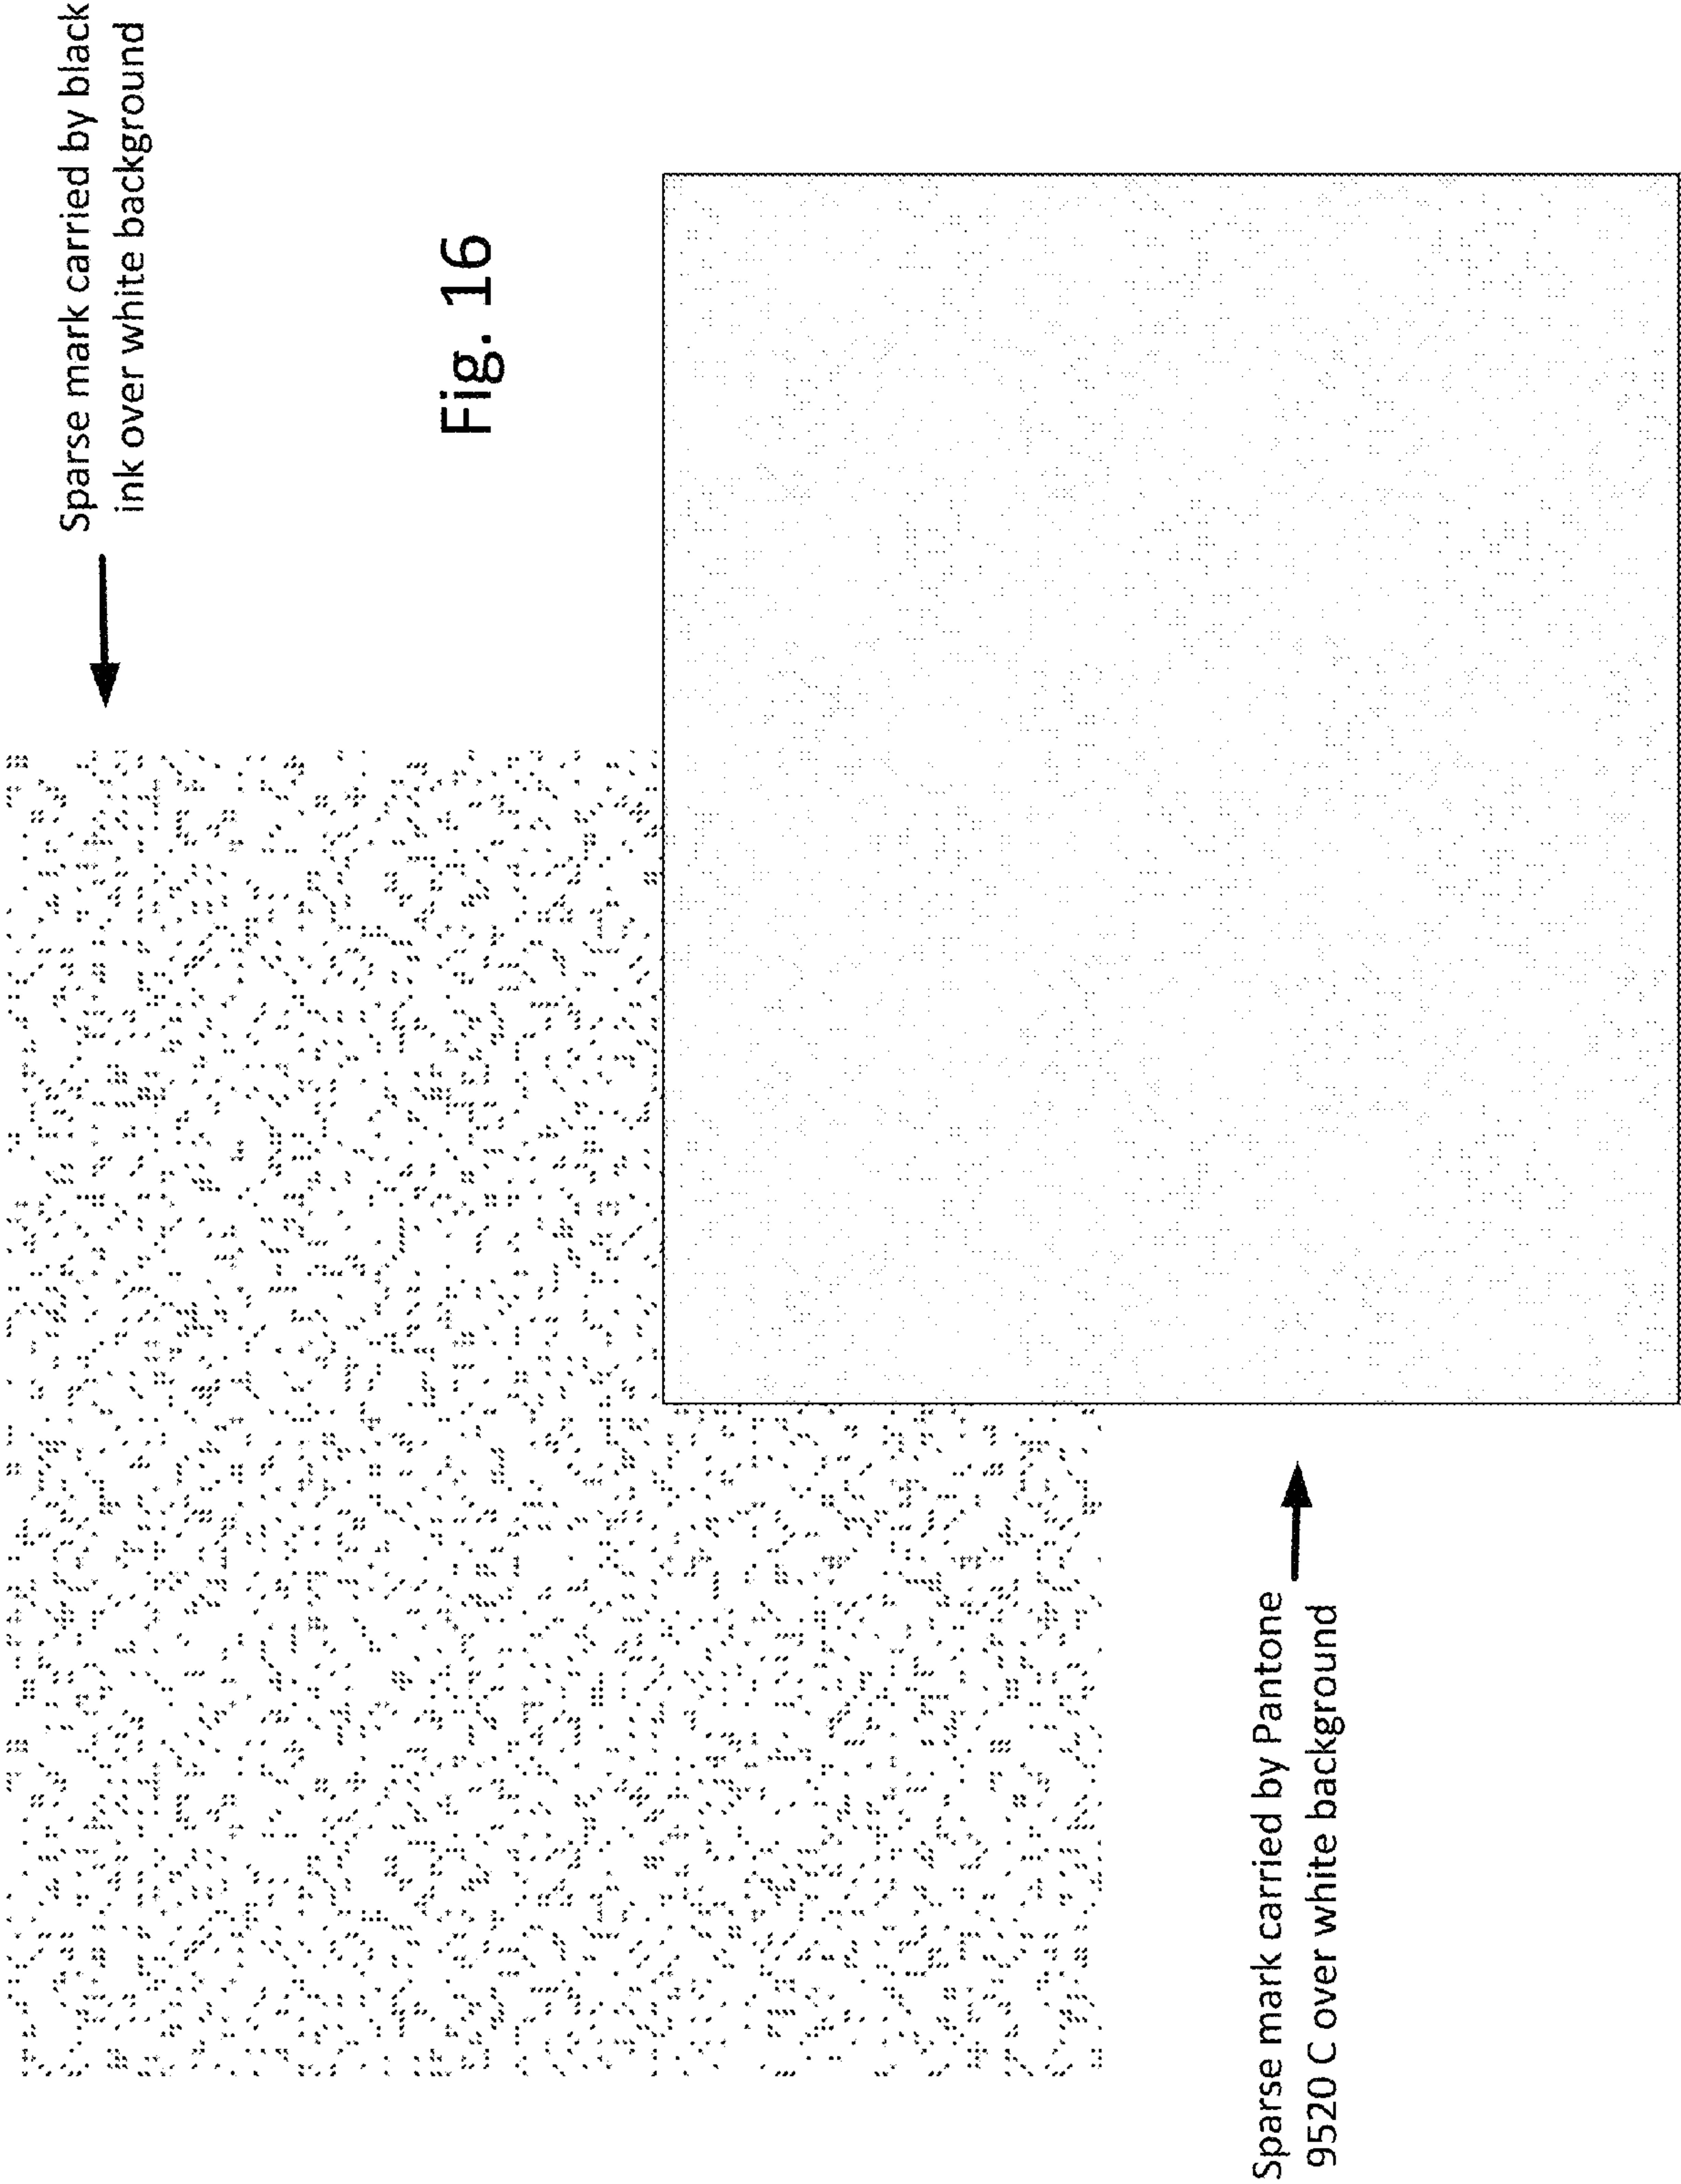 Sparse mark carried by black
ink over white background
Fig. 16
Sparse mark carried by Pantone
9520 C over white background